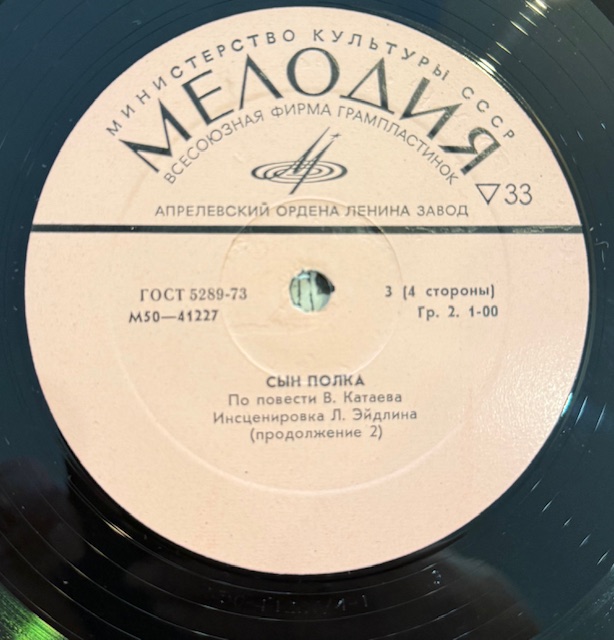 МИНИСТЕРСТВО КУЛЬТУРЫ СССР
МЕЛОДИЯ
ВСЕСОЮЗНАЯ ФИРМА ГРАМПЛАСТИНОК
▽33
АПРЕЛЕВСКИЙ ОРДЕНА ЛЕНИНА ЗАВОД
ГОСТ 5289-73
3 (4 стороны)
М50—41227
Гр. 2. 1-00
СЫН ПОЛКА
По повести В. Катаева
Инсценировка Л. Эйдлина
(продолжение 2)